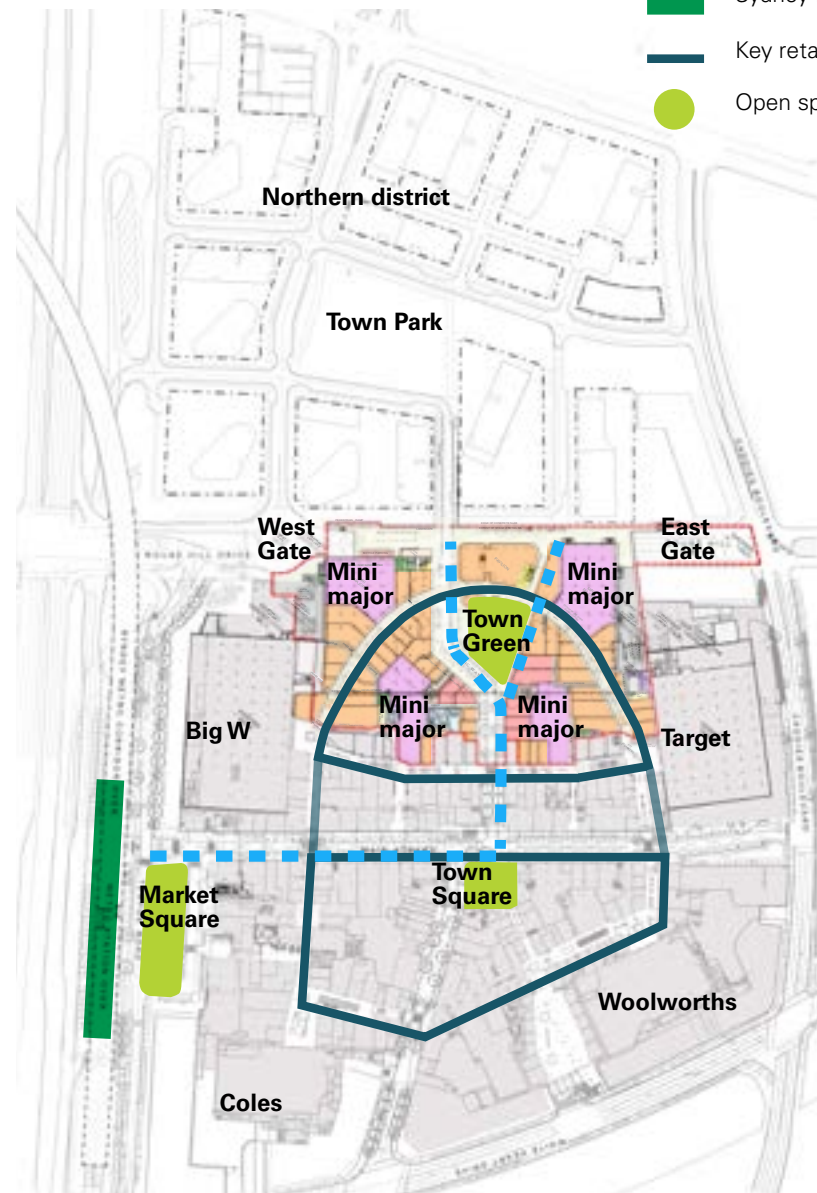 Sydney
Key reta
Open sp
Northern district
Town Park
West
Gate
East
Gate
Mini
major
Mini
major
Town
Green
Mini
major
Mini
major
Big W
Target
Market
Square
Town
Square
Woolworths
Coles